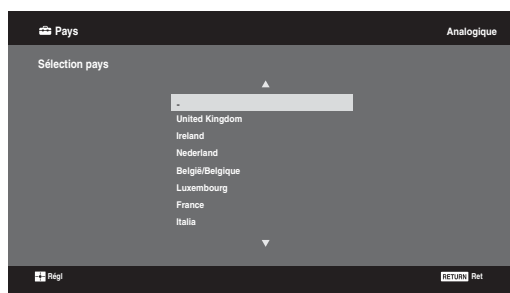 Pays
Analogique
Sélection pays
-
United Kingdom
Ireland
Nederland
België/Belgique
Luxembourg
France
Italia
Régl
RETURN Ret